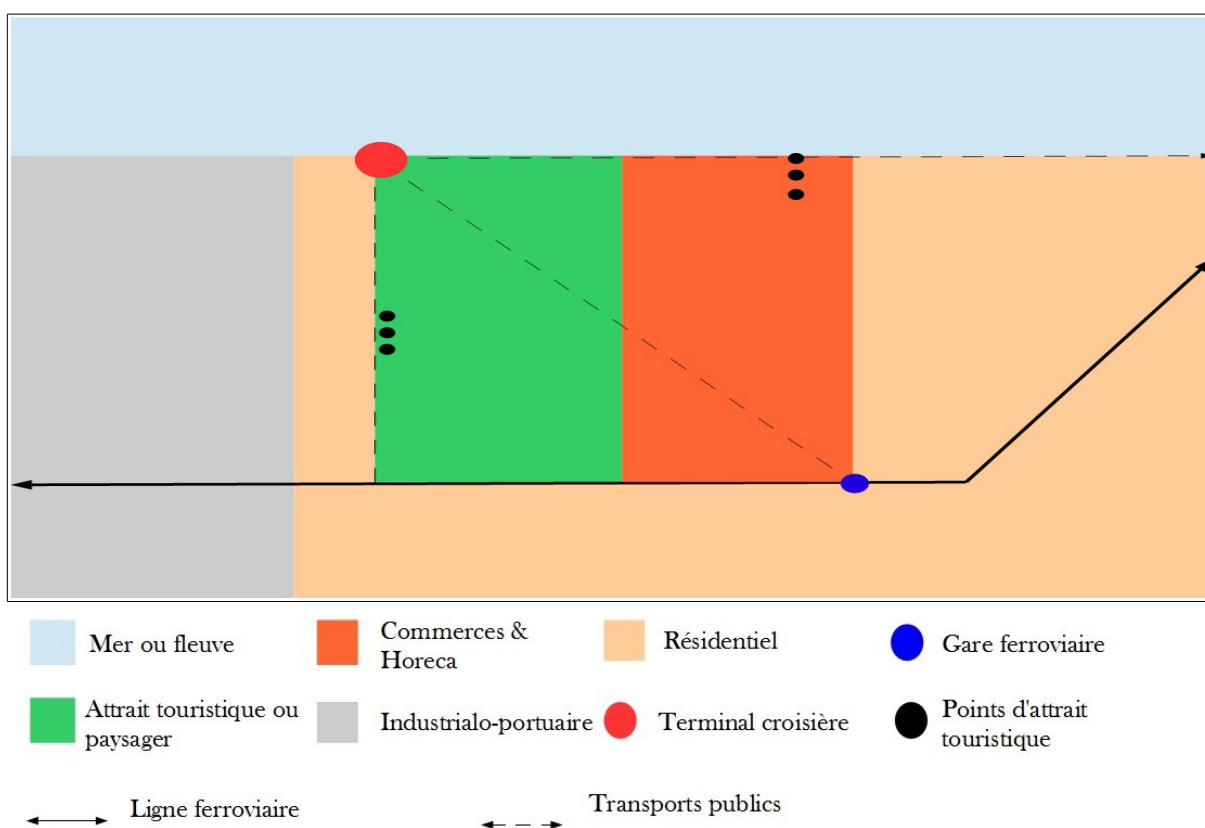 Mer ou fleuve
Commerces &
Horeca
Résidentiel
Gare ferroviaire
Attrait touristique ou
paysager
Industrialo-portuaire
Terminal croisière
Points d'attrait
touristique
Ligne ferroviaire
Transports publics